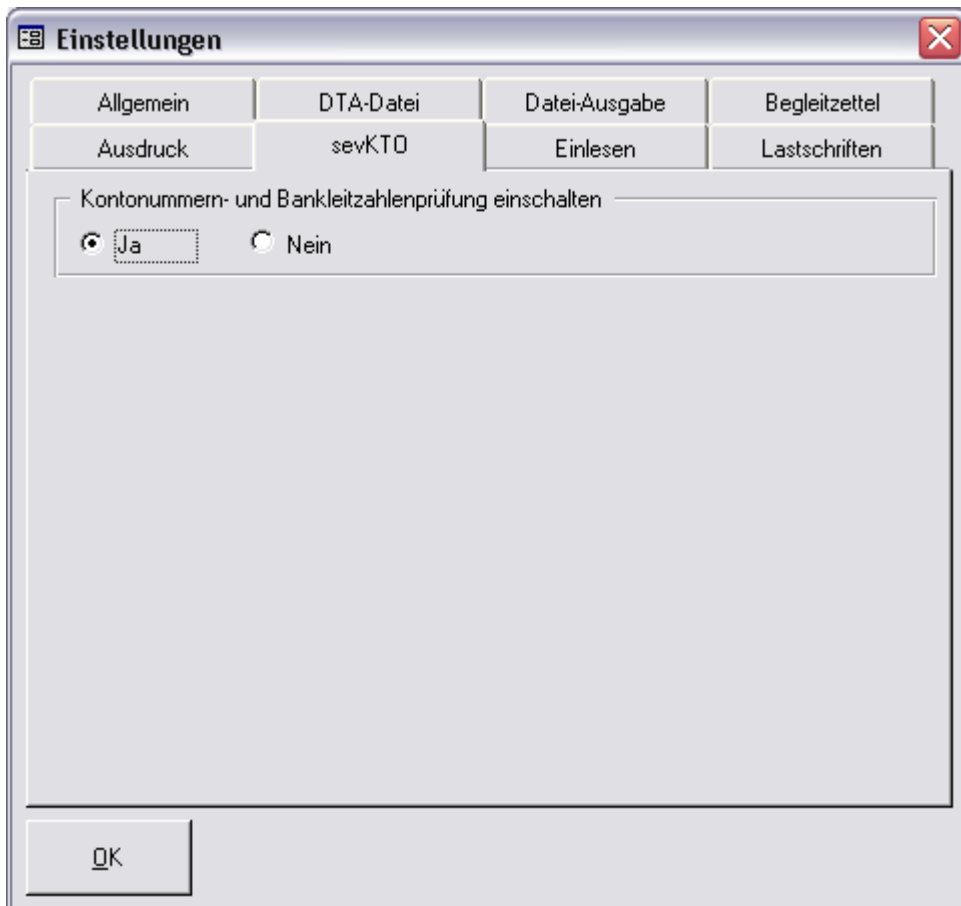 Einstellungen
Allgemein DTA-Datei Datei-Ausgabe Begleitzettel
Ausdruck sevKTO Einlesen Lastschriften
Kontonummern- und Bankleitzahlenprüfung einschalten
Ja Nein
OK